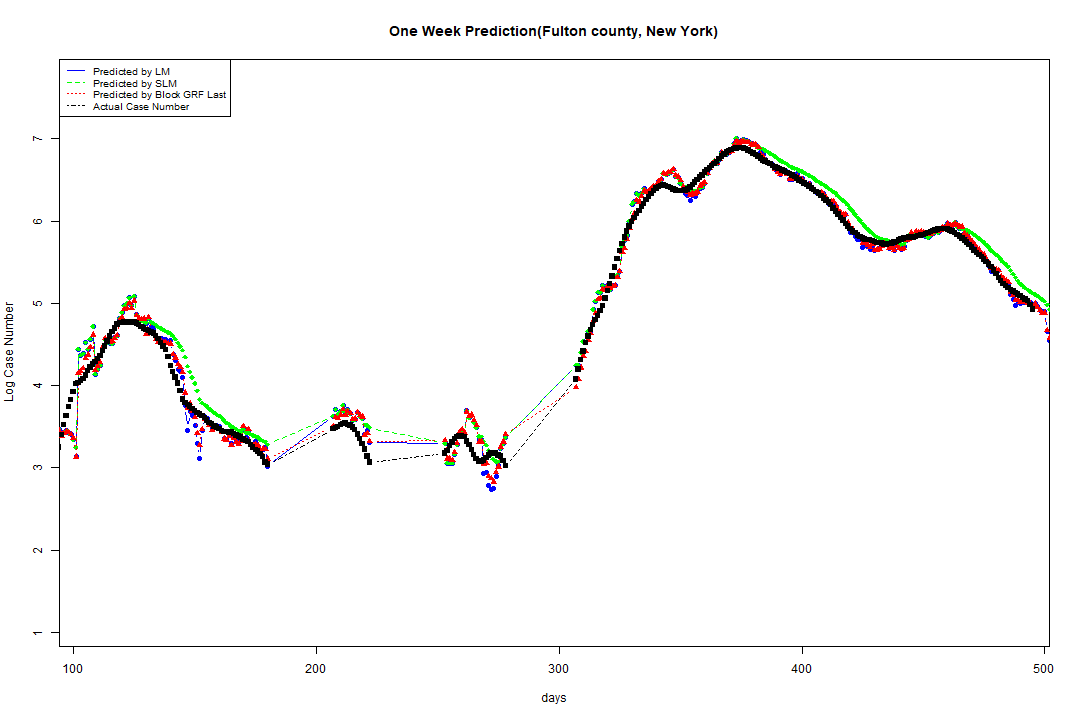 One Week Prediction(Fulton county, New York)
Predicted by LM
Predicted by SLM
Predicted by Block GRF Last
Actual Case Number
7
6
5
4
3
2
1
Log Case Number
100 200 300 400 500
days